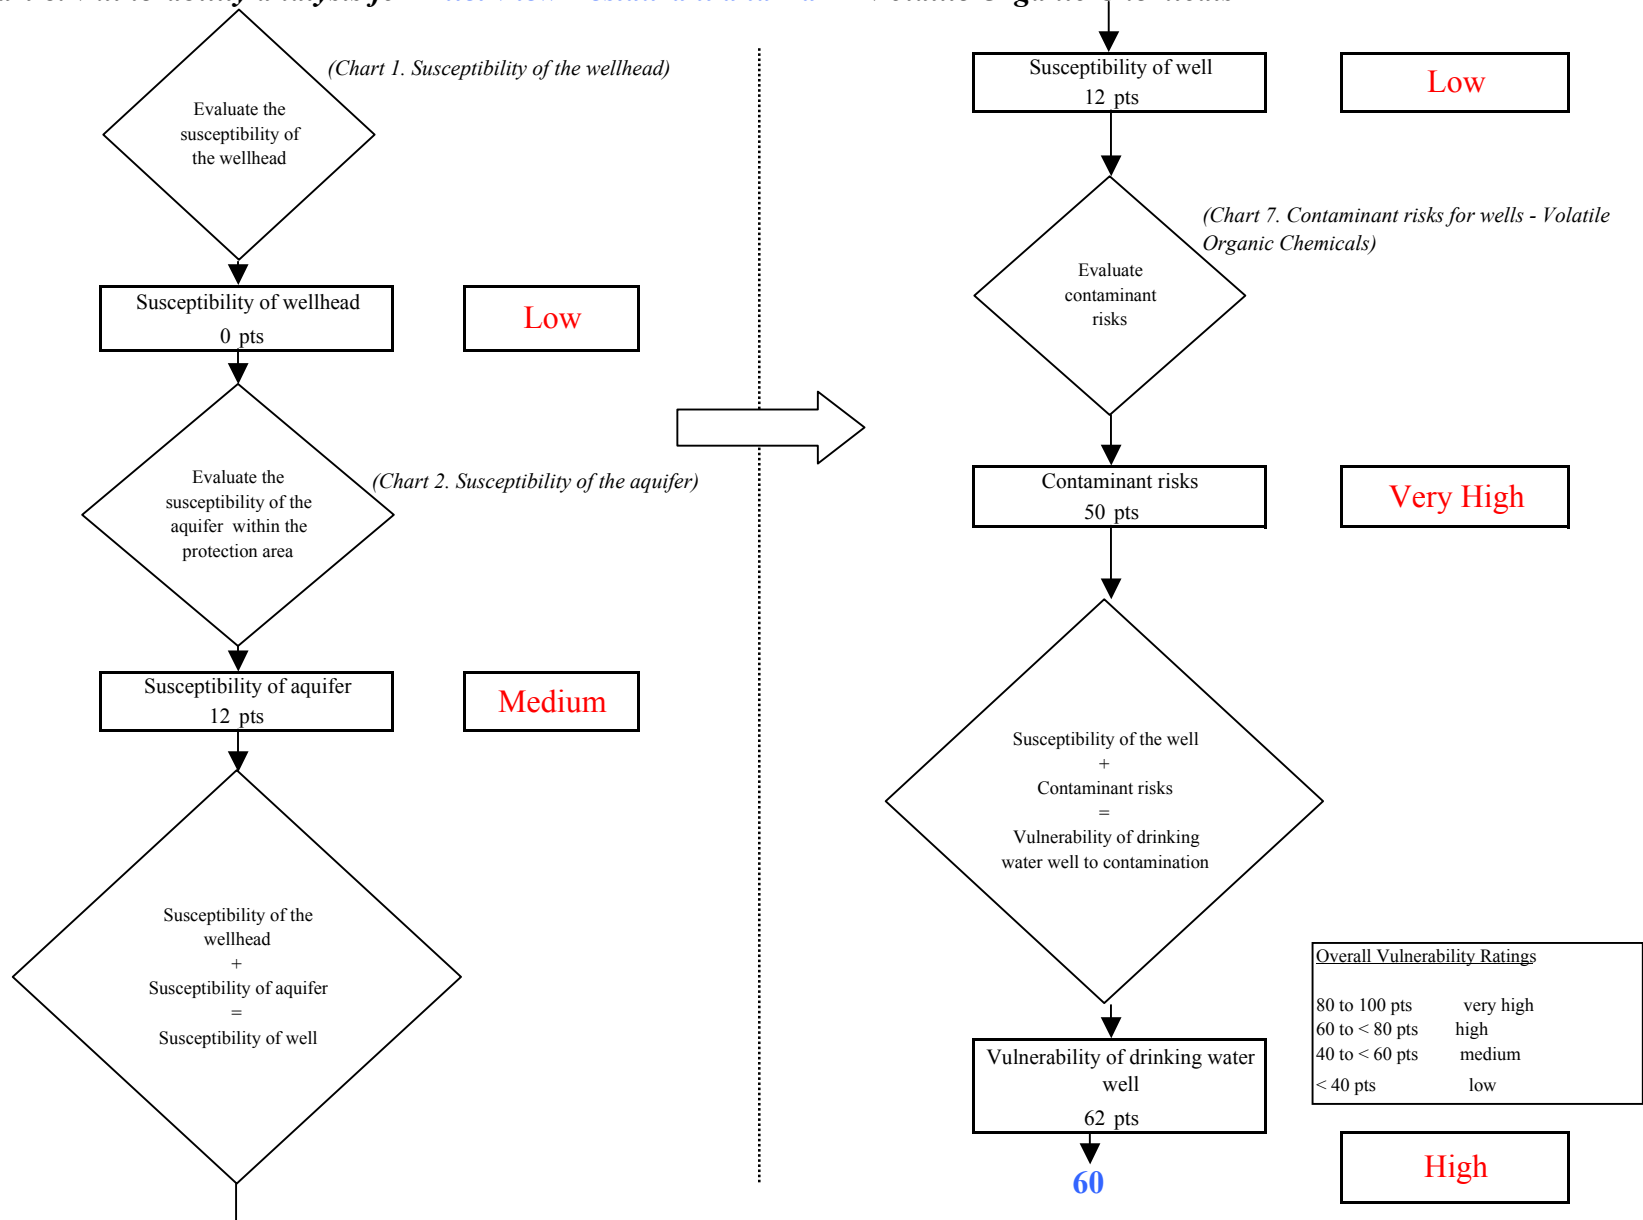 (Chart 1. Susceptibility of the wellhead)
Evaluate the
susceptibility of
the wellhead
Susceptibility of wellhead
0 pts
Low
Evaluate the
susceptibility of the
aquifer within the
protection area
(Chart 2. Susceptibility of the aquifer)
Susceptibility of aquifer
12 pts
Medium
Susceptibility of the
wellhead
+
Susceptibility of aquifer
=
Susceptibility of well
Susceptibility of well
12 pts
Low
(Chart 7. Contaminant risks for wells - Volatile
Organic Chemicals)
Evaluate
contaminant
risks
Contaminant risks
50 pts
Very High
Susceptibility of the well
+
Contaminant risks
=
Vulnerability of drinking
water well to contamination
Overall Vulnerability Ratings
80 to 100 pts very high
60 to < 80 pts high
40 to < 60 pts medium
< 40 pts low
Vulnerability of drinking water
well
62 pts
60
High